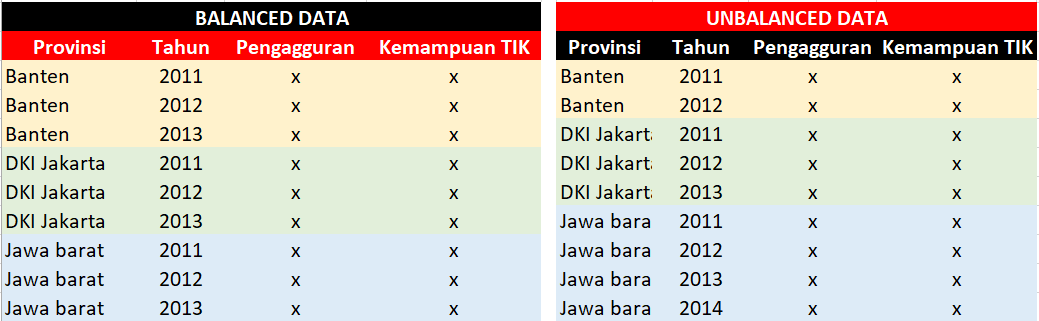 BALANCED DATA
Provinsi Tahun Pengagguran Kemampuan TIK
Banten 2011 x x
Banten 2012 x x
Banten 2013 x x
DKI Jakarta 2011 x x
DKI Jakarta 2012 x x
DKI Jakarta 2013 x x
Jawa barat 2011 x x
Jawa barat 2012 x x
Jawa barat 2013 x x
UNBALANCED DATA
Provinsi Tahun Pengagguran Kemampuan TIK
Banten 2011 x x
Banten 2012 x x
DKI Jakarta 2011 x x
DKI Jakarta 2012 x x
DKI Jakarta 2013 x x
Jawa bara 2011 x x
Jawa bara 2012 x x
Jawa bara 2013 x x
Jawa bara 2014 x x